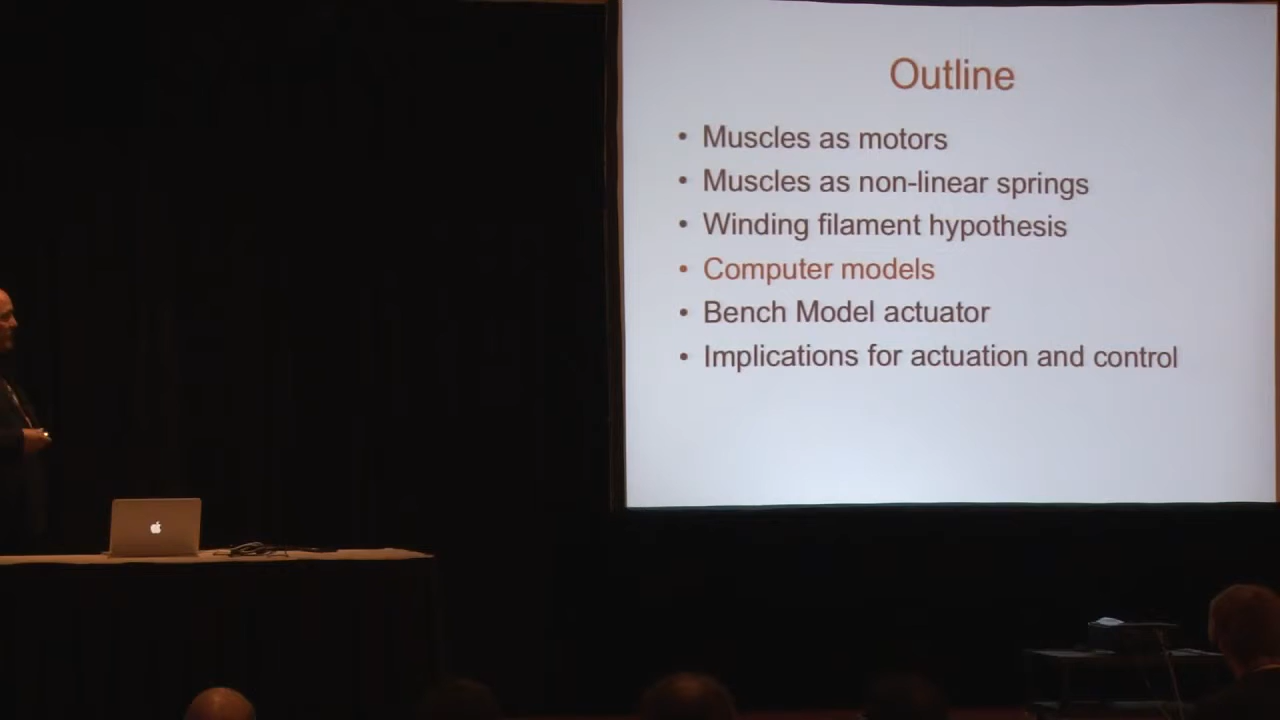 Outline
• Muscles as motors
• Muscles as non-linear springs
• Winding filament hypothesis
• Computer models
• Bench Model actuator
• Implications for actuation and control